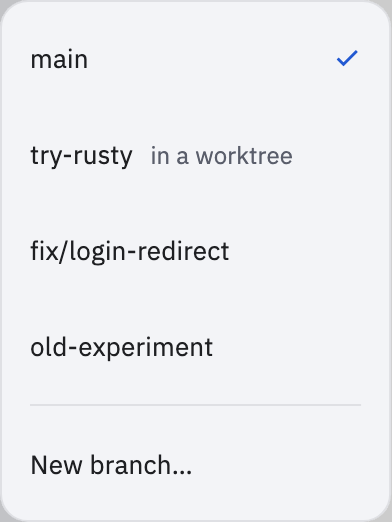 main
try-rusty in a worktree
fix/login-redirect
old-experiment
New branch...